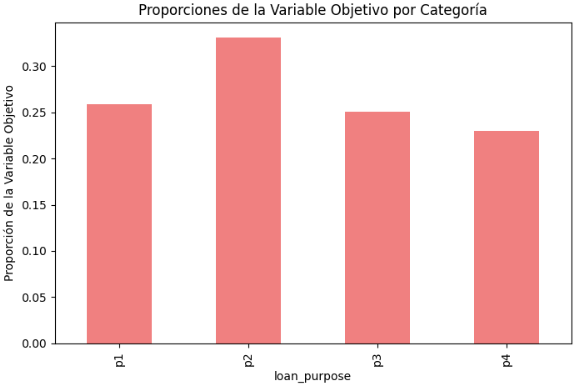 Proporciones de la Variable Objetivo por Categoría
Proporción de la Variable Objetivo
0.30
0.25
0.20
0.15
0.10
0.05
0.00
p1
p2
p3
p4
loan_purpose